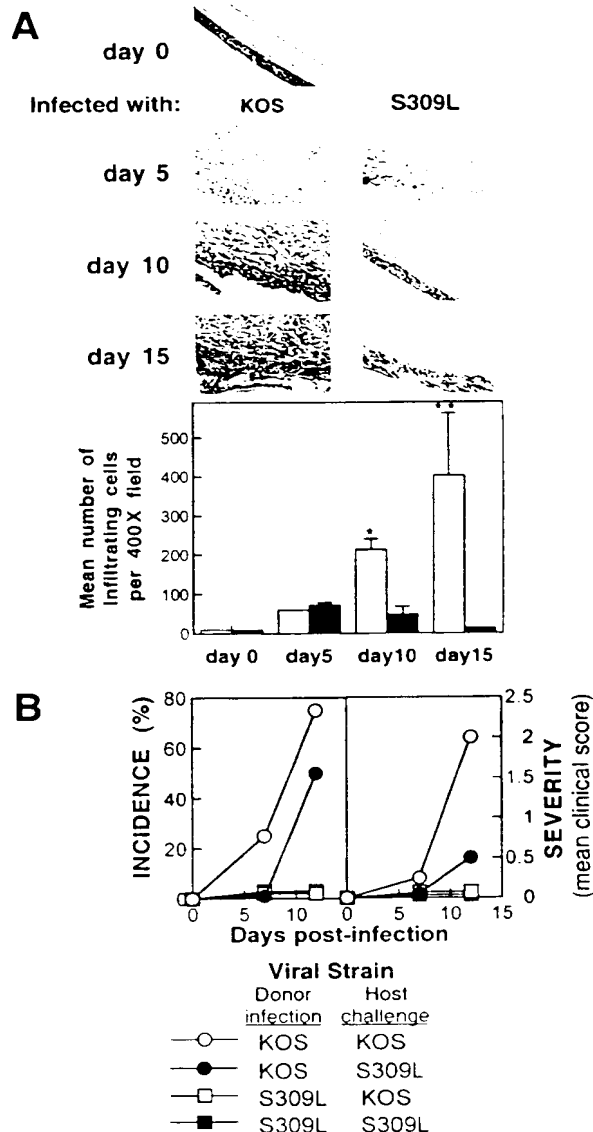 A
day 0
Infected with: KOS S309L
day 5
day 10
day 15
Mean number of
Infiltrating cells
per 400X field
500
400
300
200
100
0
* **
day 0 day5 day10 day15
B
INCIDENCE (%)
80
60
40
20
0
2.5
2
1.5
1
0.5
0
SEVERITY
(mean clinical score)
0 5 10 0 5 10 15
Days post-infection
Viral Strain
Donor Host
infection challenge
KOS KOS
KOS S309L
S309L KOS
S309L S309L